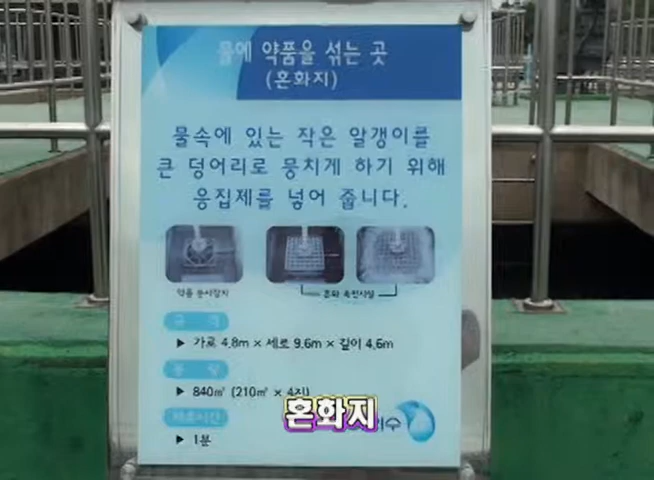 물에 약품을 섞는 곳
(혼화지)
물속에 있는 작은 알갱이를
큰 덩어리로 뭉치게 하기 위해
응집제를 넣어 줍니다.
약품 분사장치
혼화 촉진시설
규 격
▶ 가로 4.8m × 세로 9.6m × 깊이 4.6m
용 량
▶ 840㎥ (210㎥ × 4지)
체류시간
▶ 1분
혼화지